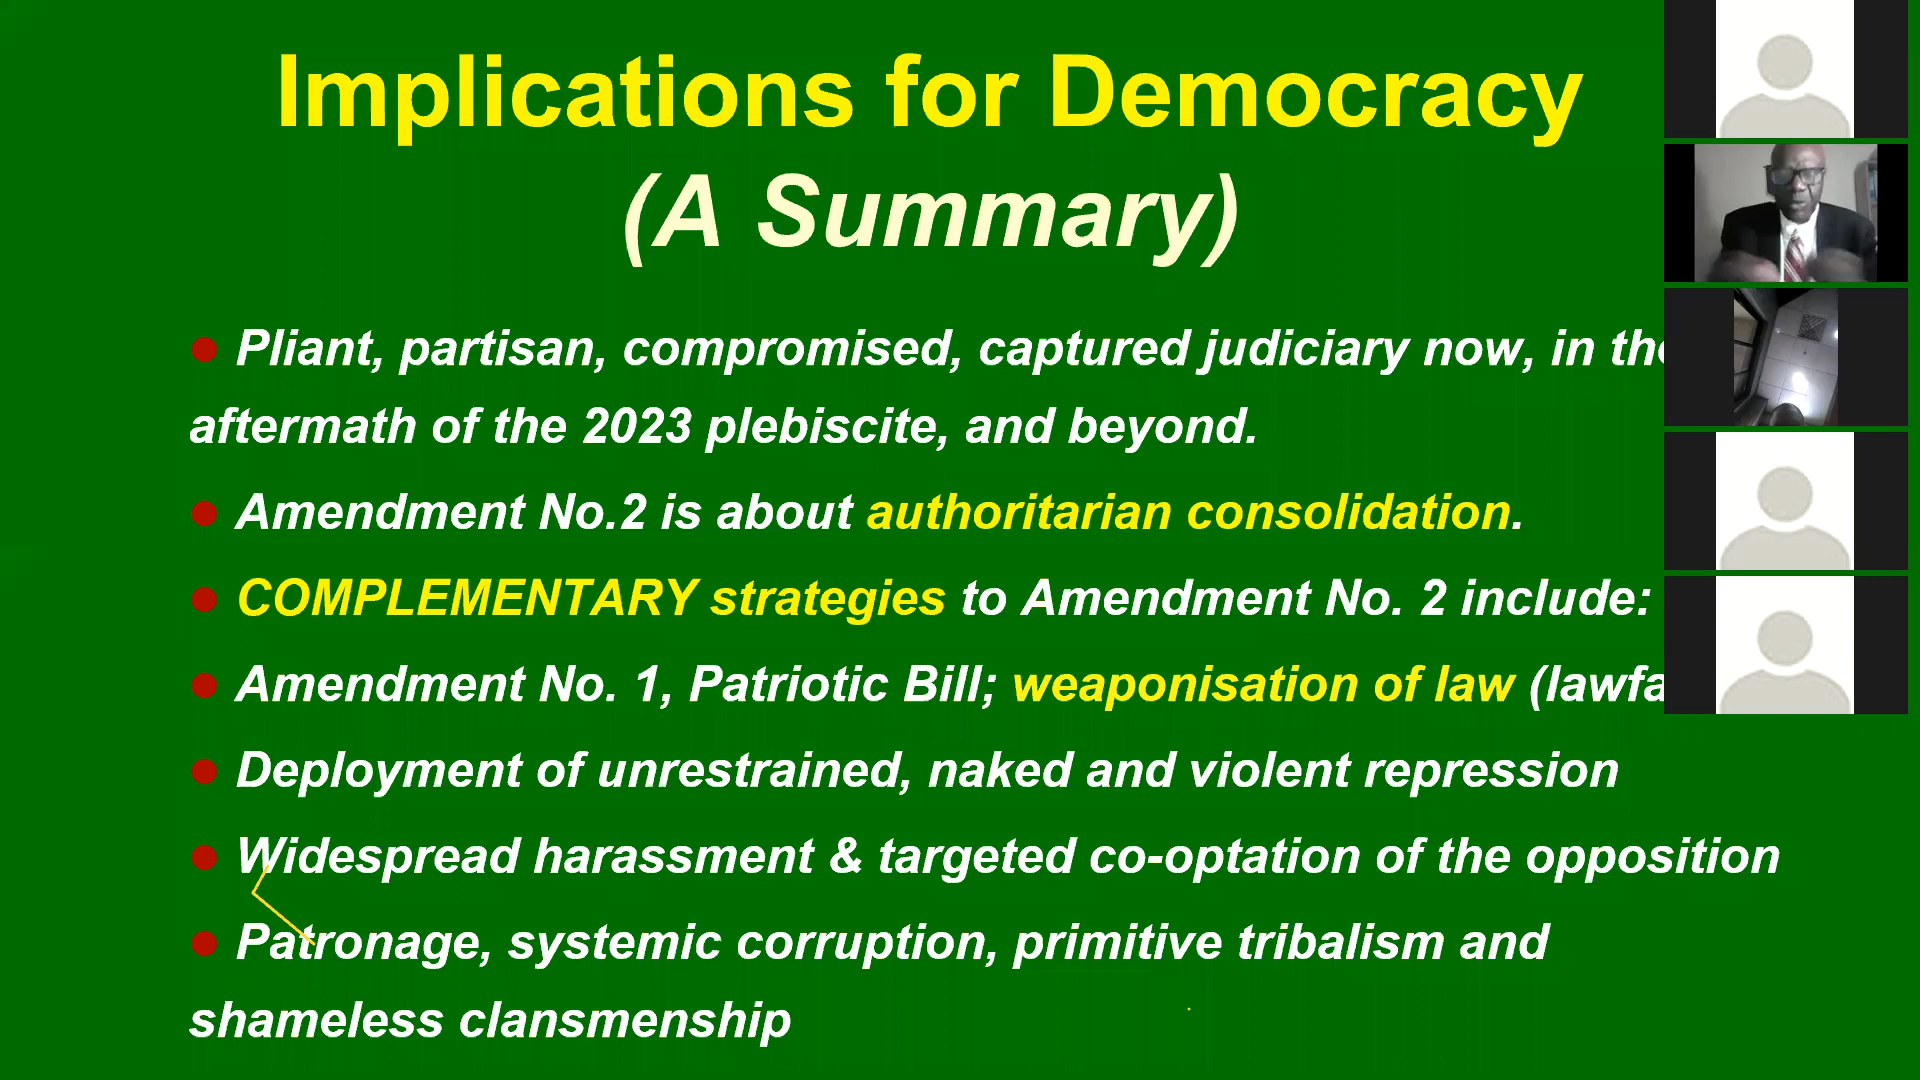 Implications for Democracy
(A Summary)
Pliant, partisan, compromised, captured judiciary now, in the
aftermath of the 2023 plebiscite, and beyond.
Amendment No.2 is about authoritarian consolidation.
COMPLEMENTARY strategies to Amendment No. 2 include:
Amendment No. 1, Patriotic Bill; weaponisation of law
Deployment of unrestrained, naked and violent repression
Widespread harassment & targeted co-optation of the opposition
Patronage, systemic corruption, primitive tribalism and
shameless clansmenship